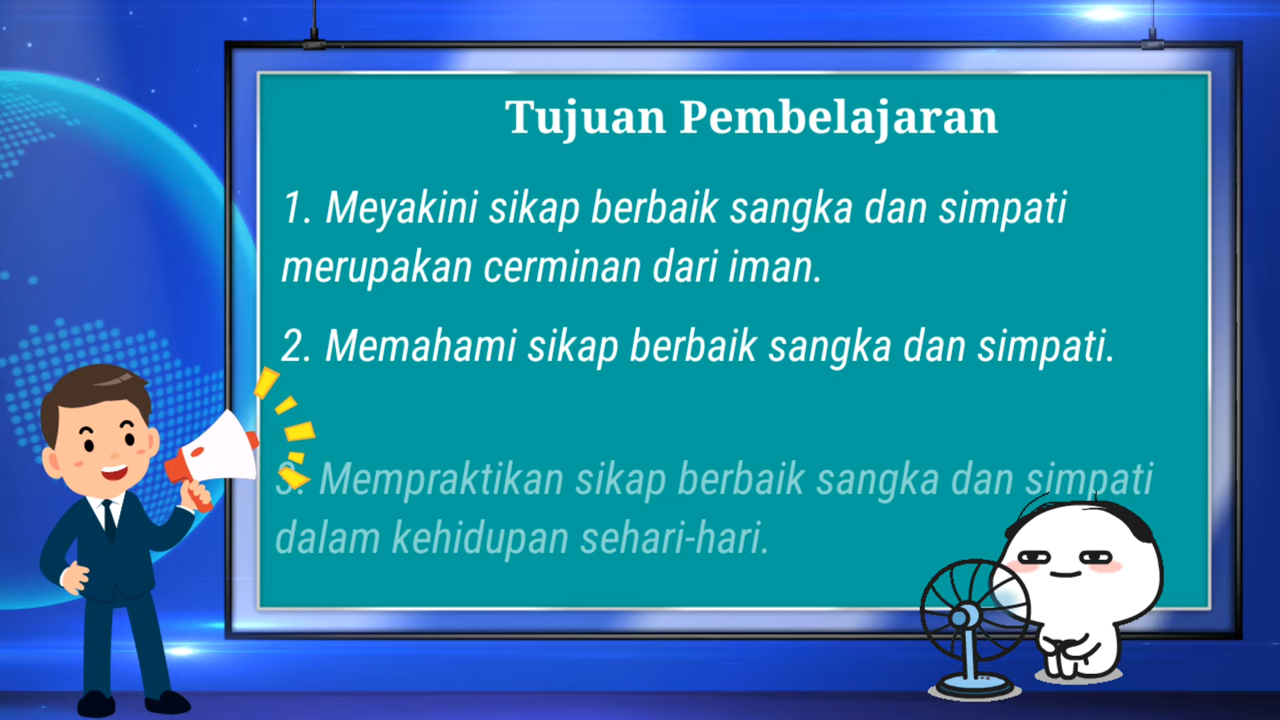 Tujuan Pembelajaran
1. Meyakini sikap berbaik sangka dan simpati
merupakan cerminan dari iman.
2. Memahami sikap berbaik sangka dan simpati.
3. Mempraktikan sikap berbaik sangka dan simpati
dalam kehidupan sehari-hari.